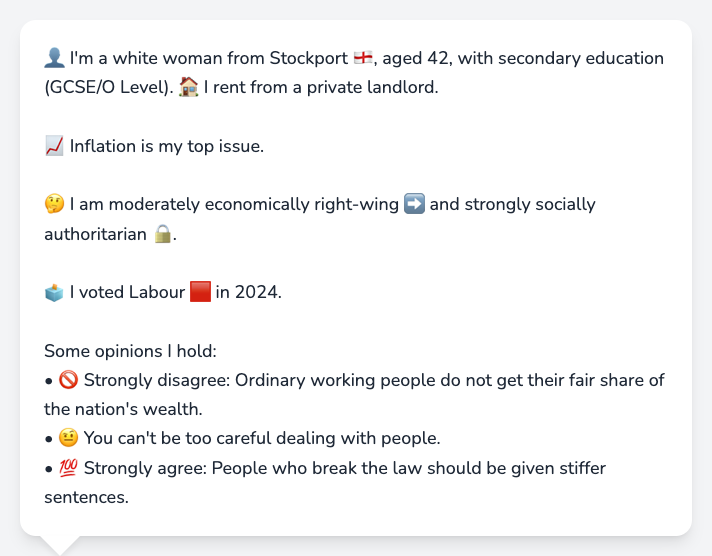 👤 I'm a white woman from Stockport 🏴󠁧󠁢󠁥󠁮󠁧󠁿, aged 42, with secondary education
(GCSE/O Level). 🏠 I rent from a private landlord.
📈 Inflation is my top issue.
🤔 I am moderately economically right-wing ➡️ and strongly socially
authoritarian 🔒.
🗳️ I voted Labour 🟥 in 2024.
Some opinions I hold:
• 🚫 Strongly disagree: Ordinary working people do not get their fair share of
the nation's wealth.
• 🤨 You can't be too careful dealing with people.
• 💯 Strongly agree: People who break the law should be given stiffer
sentences.